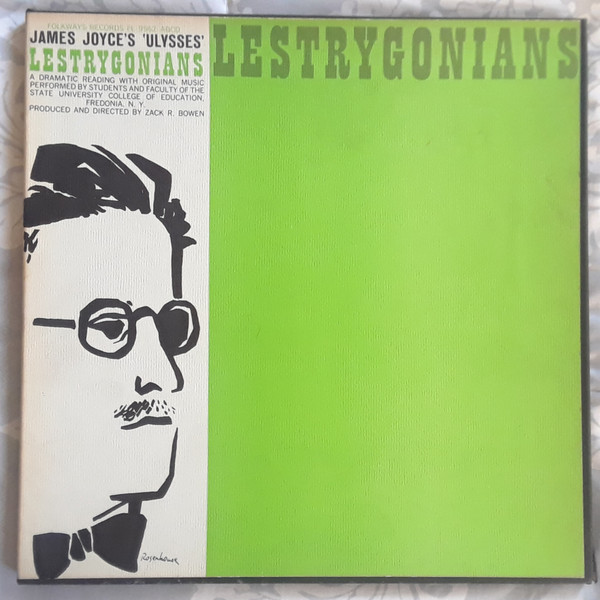 FOLKWAYS RECORDS FL 9562 ABCD
JAMES JOYCE'S 'ULYSSES'
LESTRYGONIANS
A DRAMATIC READING WITH ORIGINAL MUSIC
PERFORMED BY STUDENTS AND FACULTY OF THE
STATE UNIVERSITY COLLEGE OF EDUCATION,
FREDONIA, N. Y.
PRODUCED AND DIRECTED BY ZACK R. BOWEN
LESTRYGONIANS
Rosenhouse